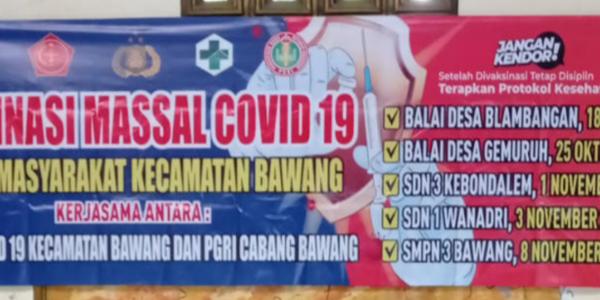 JANGAN
KENDOR!
Setelah Divaksinasi Tetap Disiplin
Terapkan Protokol Keseha
INASI MASSAL COVID 19
MASYARAKAT KECAMATAN BAWANG
KERJASAMA ANTARA :
D 19 KECAMATAN BAWANG DAN PGRI CABANG BAWANG
BALAI DESA BLAMBANGAN, 18
BALAI DESA GEMURUH, 25 OKT
SDN 3 KEBONDALEM, 1 NOVEMBE
SDN 1 WANADRI, 3 NOVEMBER
SMPN 3 BAWANG, 8 NOVEMBE